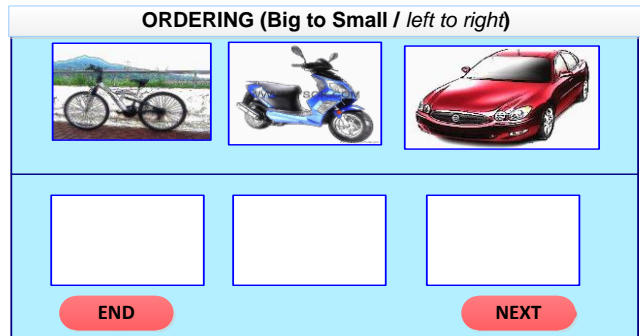 ORDERING (Big to Small / left to right)
END
NEXT